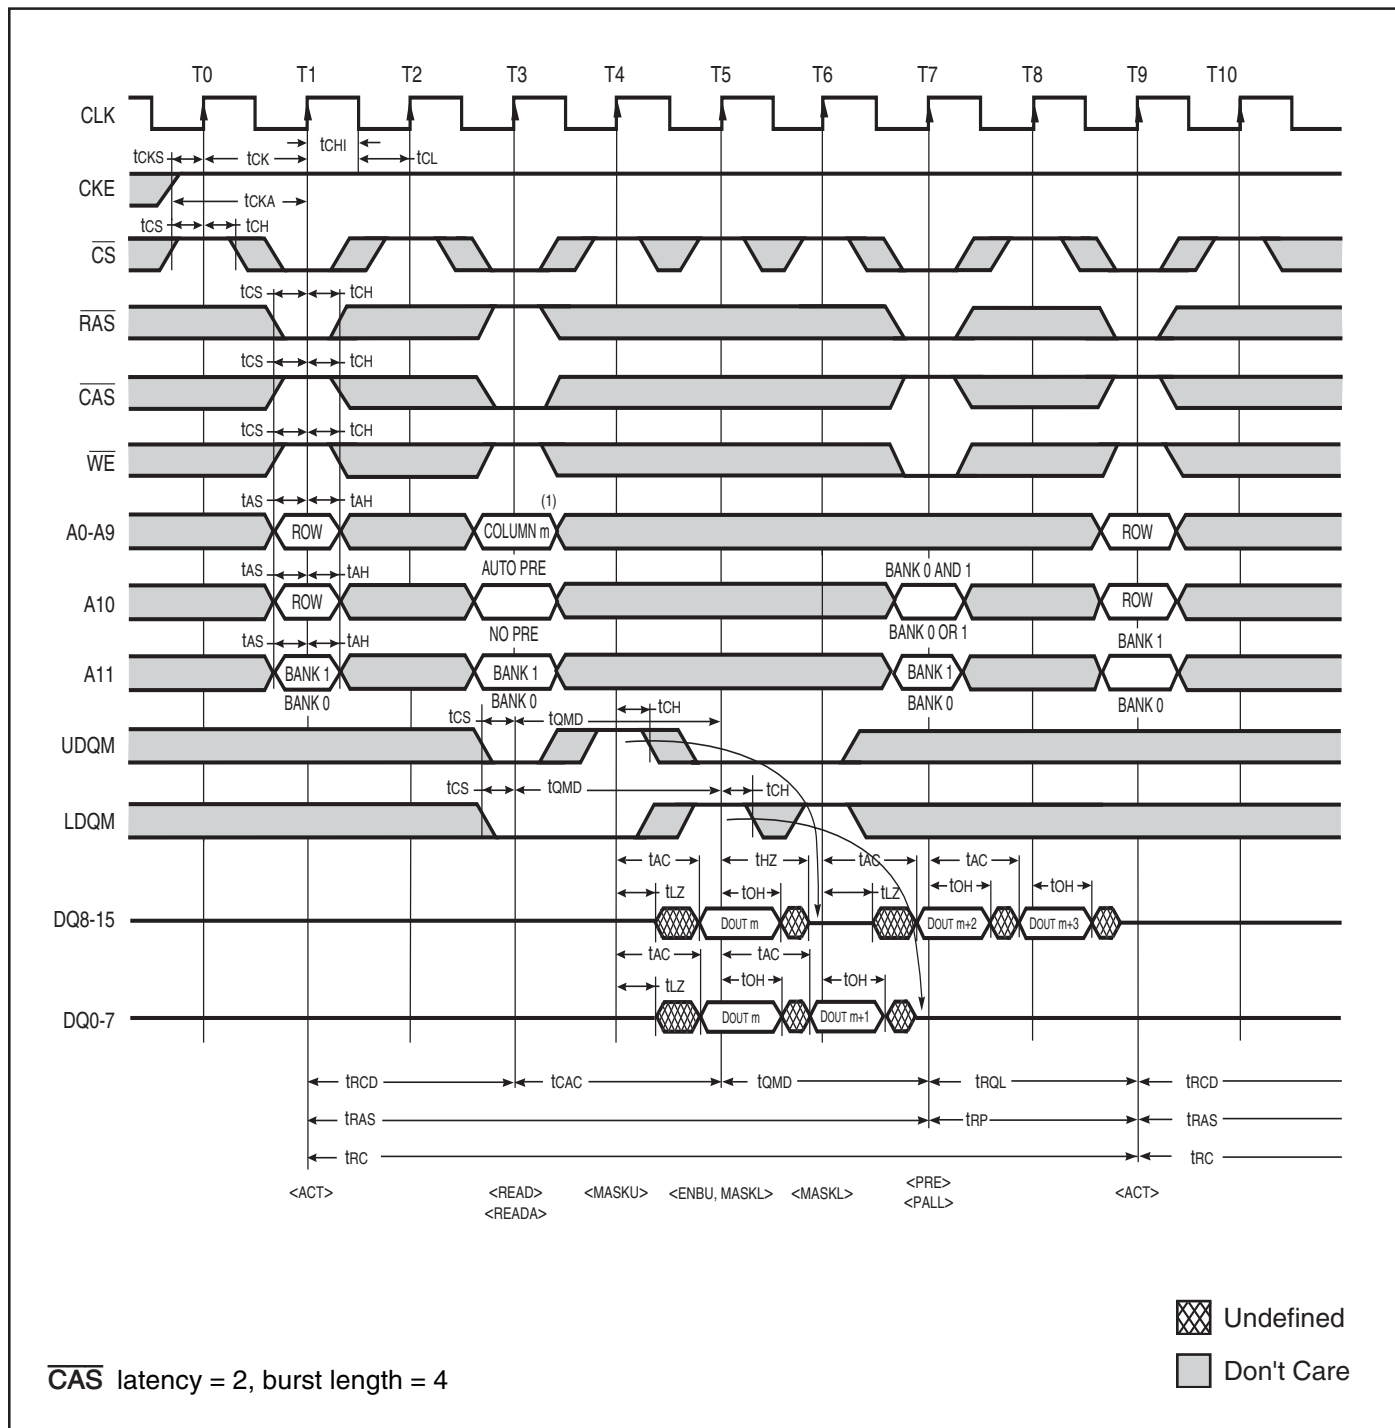 T0 T1 T2 T3 T4 T5 T6 T7 T8 T9 T10
CLK
tCHI
tCKS tCK tCL
CKE
tCKA
tCS tCH
CS
tCS tCH
RAS
tCS tCH
CAS
tCS tCH
WE
tAS tAH (1)
A0-A9 ROW COLUMN m ROW
tAS tAH AUTO PRE BANK 0 AND 1
A10 ROW ROW
NO PRE BANK 0 OR 1 BANK 1
tAS tAH
A11 BANK 1 BANK 1 BANK 1
BANK 0 BANK 0 BANK 0 BANK 0
tCS tQMD tCH
UDQM
tCS tQMD tCH
LDQM
tAC tHZ tAC tAC
tLZ tOH tLZ tOH tOH
DQ8-15 DOUT m DOUT m+2 DOUT m+3
tAC tAC
tLZ tOH tOH
DQ0-7 DOUT m DOUT m+1
tRCD tCAC tQMD tRQL tRCD
tRAS tRP tRAS
tRC tRC
<ACT> <READ> <MASKU> <ENBU, MASKL> <MASKL> <PRE> <ACT>
<READA> <PALL>
Undefined
Don't Care
CAS latency = 2, burst length = 4